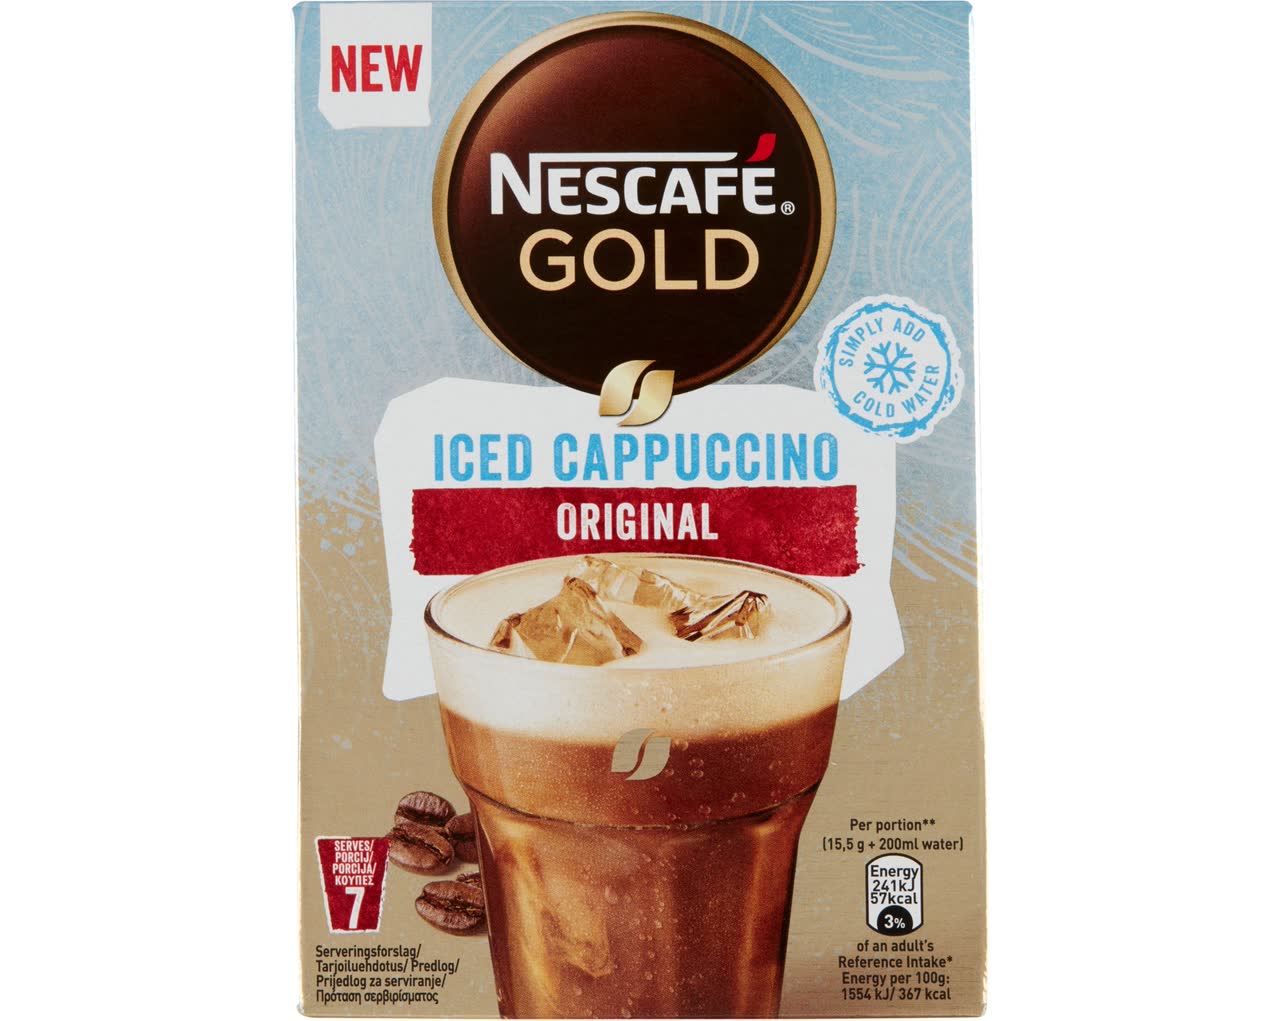 NEW
NESCAFÉ®
GOLD
SIMPLY ADD
COLD WATER
ICED CAPPUCCINO
ORIGINAL
SERVES/
PORCIJ/
PORCIJA/
ΚΟΥΠΕΣ
7
Serveringsforslag/
Tarjoiluehdotus/ Predlog/
Prijedlog za serviranje/
Πρόταση σερβιρίσματος
Per portion**
(15,5 g + 200ml water)
Energy
241kJ
57kcal
3%
of an adult's
Reference Intake*
Energy per 100g:
1554 kJ/ 367 kcal